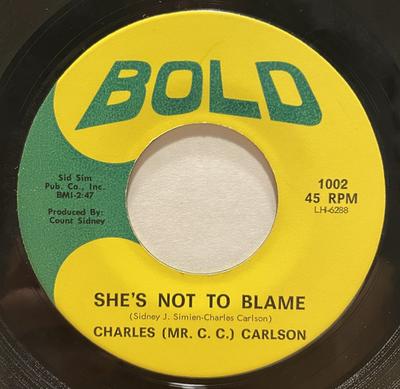 BOLD
Sid Sim
Pub. Co., Inc.
BMI-2:47
Produced By:
Count Sidney
1002
45 RPM
LH-6288
SHE'S NOT TO BLAME
(Sidney J. Simien-Charles Carlson)
CHARLES (MR. C. C.) CARLSON